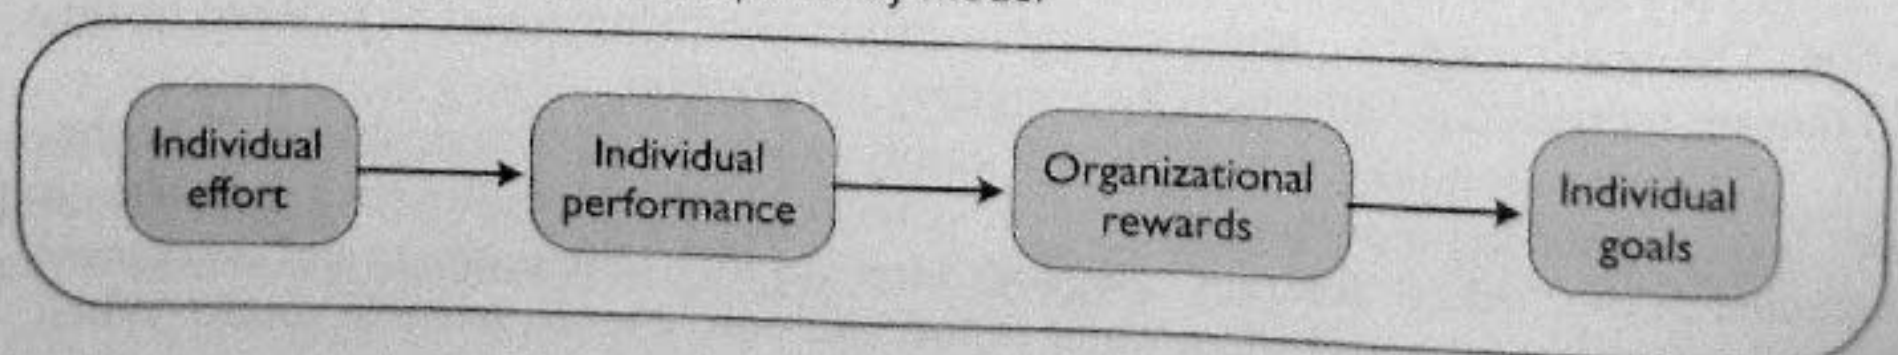 Individual
effort
Individual
performance
Organizational
rewards
Individual
goals